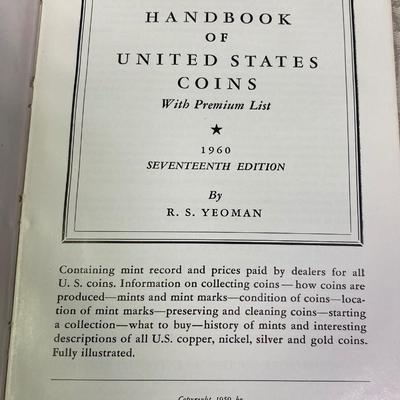 HANDBOOK
OF
UNITED STATES
COINS
With Premium List
★
1960
SEVENTEENTH EDITION
By
R. S. YEOMAN
Containing mint record and prices paid by dealers for all
U. S. coins. Information on collecting coins—how coins are
produced—mints and mint marks—condition of coins—loca-
tion of mint marks—preserving and cleaning coins—starting
a collection—what to buy—history of mints and interesting
descriptions of all U.S. copper, nickel, silver and gold coins.
Fully illustrated.
Copyright 1959 by